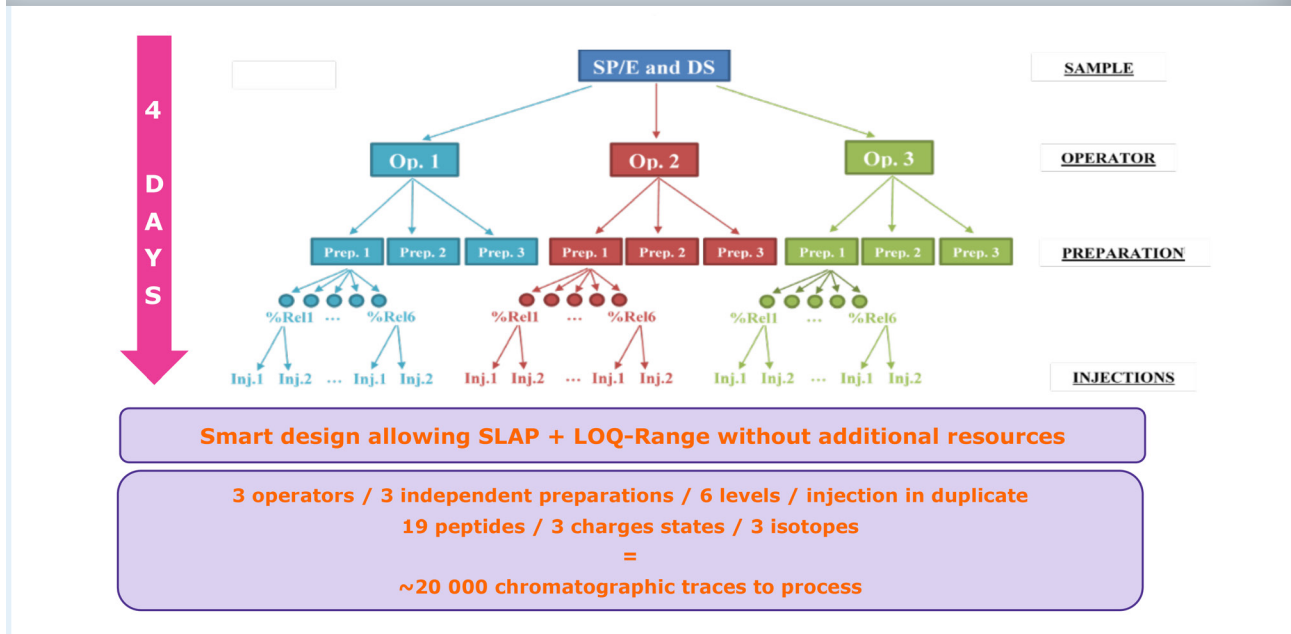 SP/E and DS
SAMPLE
4
D
A
Y
S
Op. 1 Op. 2 Op. 3
OPERATOR
Prep. 1 Prep. 2 Prep. 3 Prep. 1 Prep. 2 Prep. 3 Prep. 1 Prep. 2 Prep. 3
PREPARATION
%Rel1 ... %Rel6 %Rel1 ... %Rel6 %Rel1 ... %Rel6
Inj.1 Inj.2 ... Inj.1 Inj.2 Inj.1 Inj.2 ... Inj.1 Inj.2 Inj.1 Inj.2 ... Inj.1 Inj.2
INJECTIONS
Smart design allowing SLAP + LOQ-Range without additional resources
3 operators / 3 independent preparations / 6 levels / injection in duplicate
19 peptides / 3 charges states / 3 isotopes
=
~20 000 chromatographic traces to process